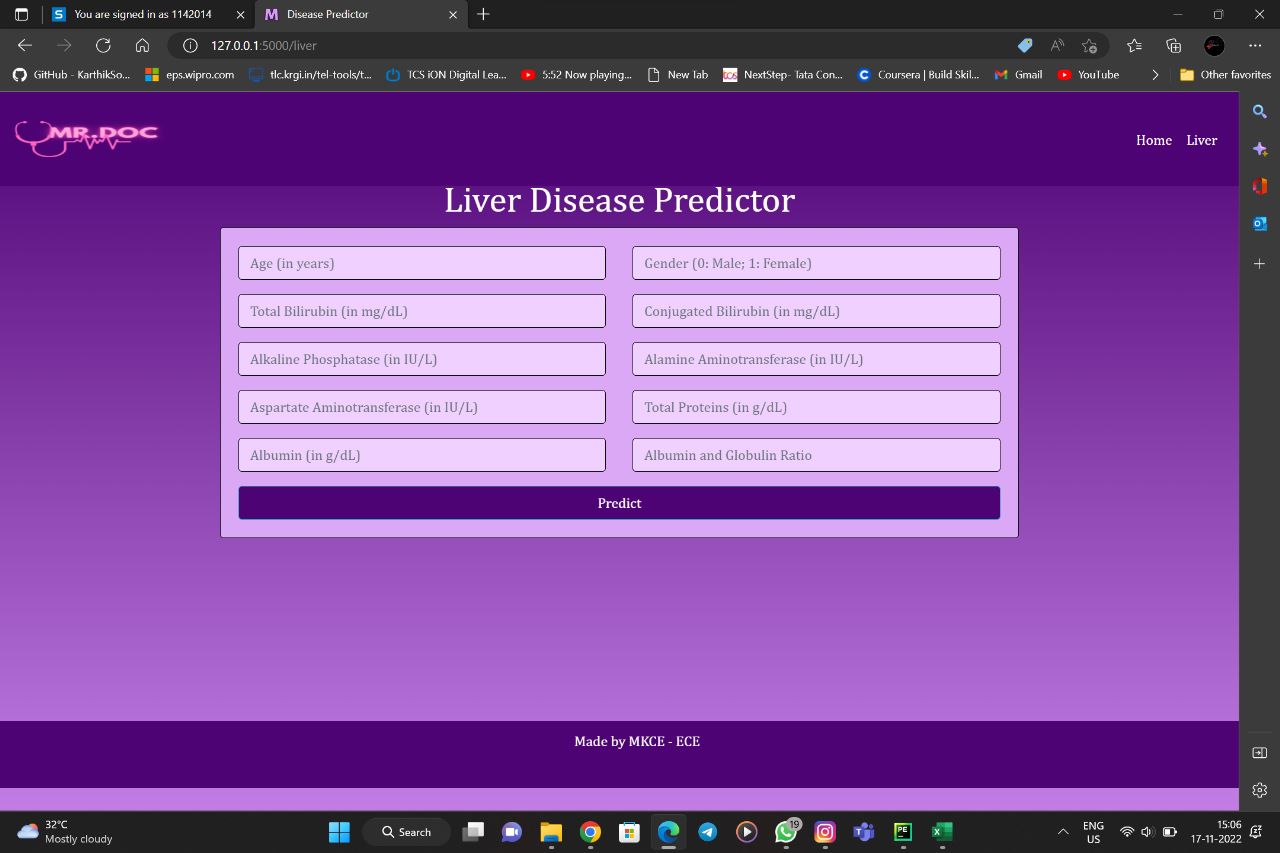 You are signed in as 1142014
Disease Predictor
127.0.0.1:5000/liver
GitHub - KarthikSo...
eps.wipro.com
tlc.krgi.in/tel-tools/t...
TCS iON Digital Lea...
5:52 Now playing...
New Tab
NextStep- Tata Con...
Coursera | Build Skil...
Gmail
YouTube
Other favorites
MR.DOC
Home Liver
Liver Disease Predictor
Age (in years)
Gender (0: Male; 1: Female)
Total Bilirubin (in mg/dL)
Conjugated Bilirubin (in mg/dL)
Alkaline Phosphatase (in IU/L)
Alamine Aminotransferase (in IU/L)
Aspartate Aminotransferase (in IU/L)
Total Proteins (in g/dL)
Albumin (in g/dL)
Albumin and Globulin Ratio
Predict
Made by MKCE - ECE
32°C
Mostly cloudy
Search
19
ENG
US
15:06
17-11-2022